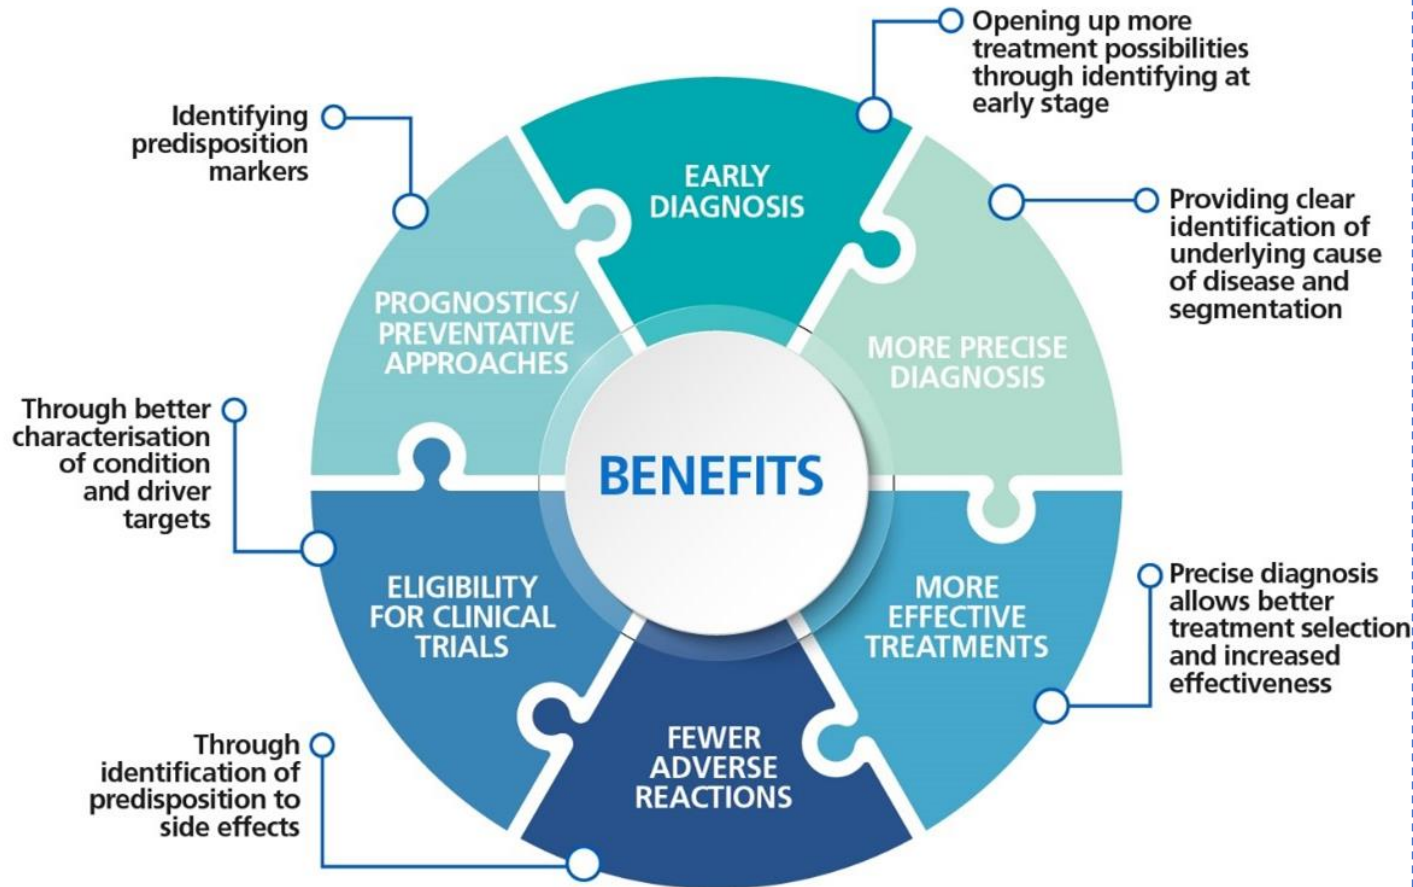 Opening up more
treatment possibilities
through identifying at
early stage
Identifying
predisposition
markers
EARLY
DIAGNOSIS
Providing clear
identification of
underlying cause
of disease and
segmentation
PROGNOSTICS/
PREVENTATIVE
APPROACHES
MORE PRECISE
DIAGNOSIS
Through better
characterisation
of condition
and driver
targets
BENEFITS
ELIGIBILITY
FOR CLINICAL
TRIALS
MORE
EFFECTIVE
TREATMENTS
Precise diagnosis
allows better
treatment selection
and increased
effectiveness
Through
identification of
predisposition to
side effects
FEWER
ADVERSE
REACTIONS